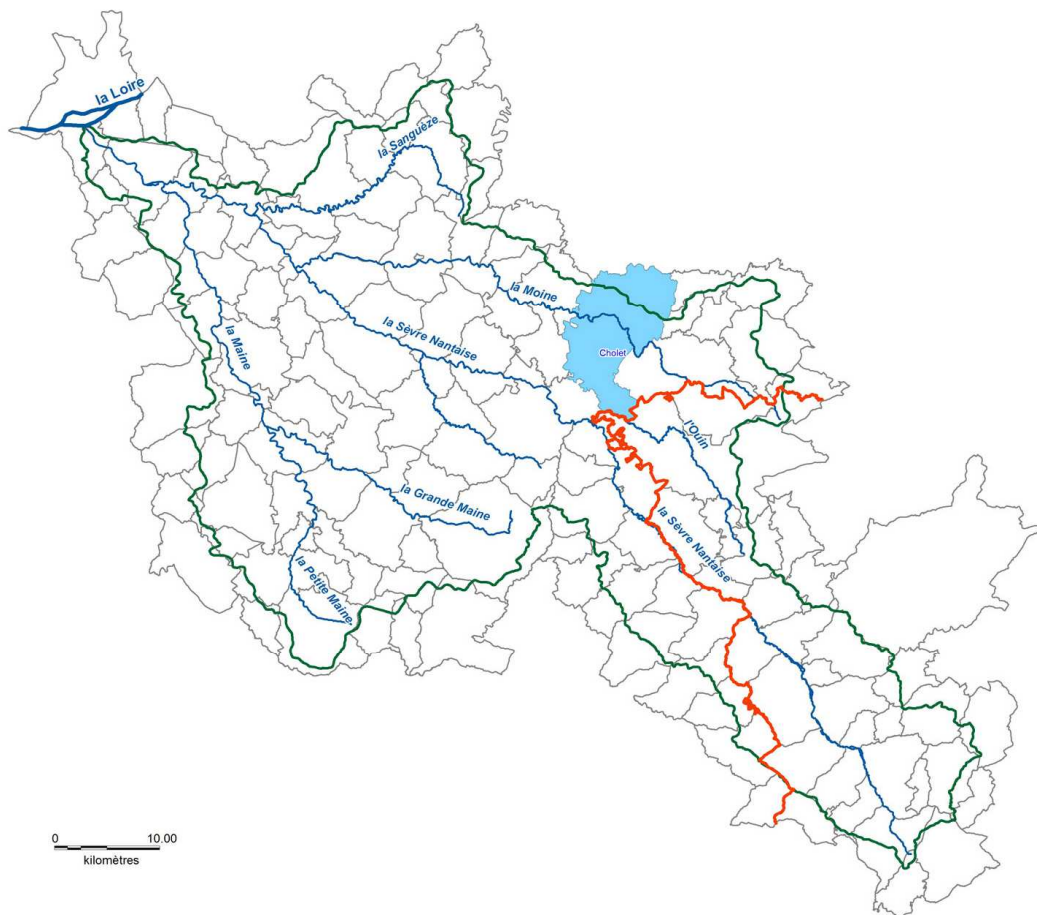 la Loire
la Sanguèze
la Moine
la Sèvre Nantaise
la Maine
Cholet
l'Ouin
la Grande Maine
la Sèvre Nantaise
la Petite Maine
0 10.00
kilomètres